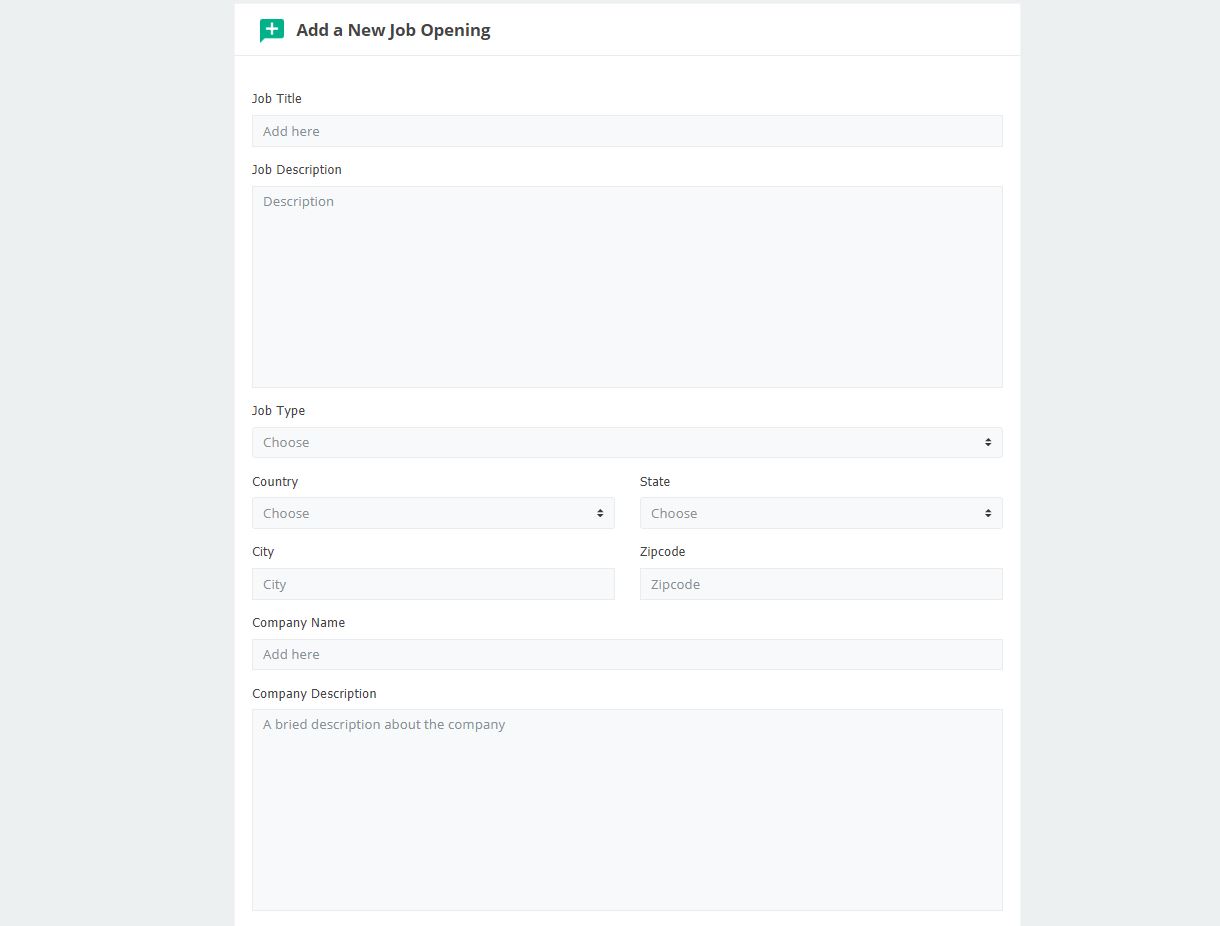 Add a New Job Opening
Job Title
Add here
Job Description
Description
Job Type
Choose
Country State
Choose Choose
City Zipcode
City Zipcode
Company Name
Add here
Company Description
A bried description about the company